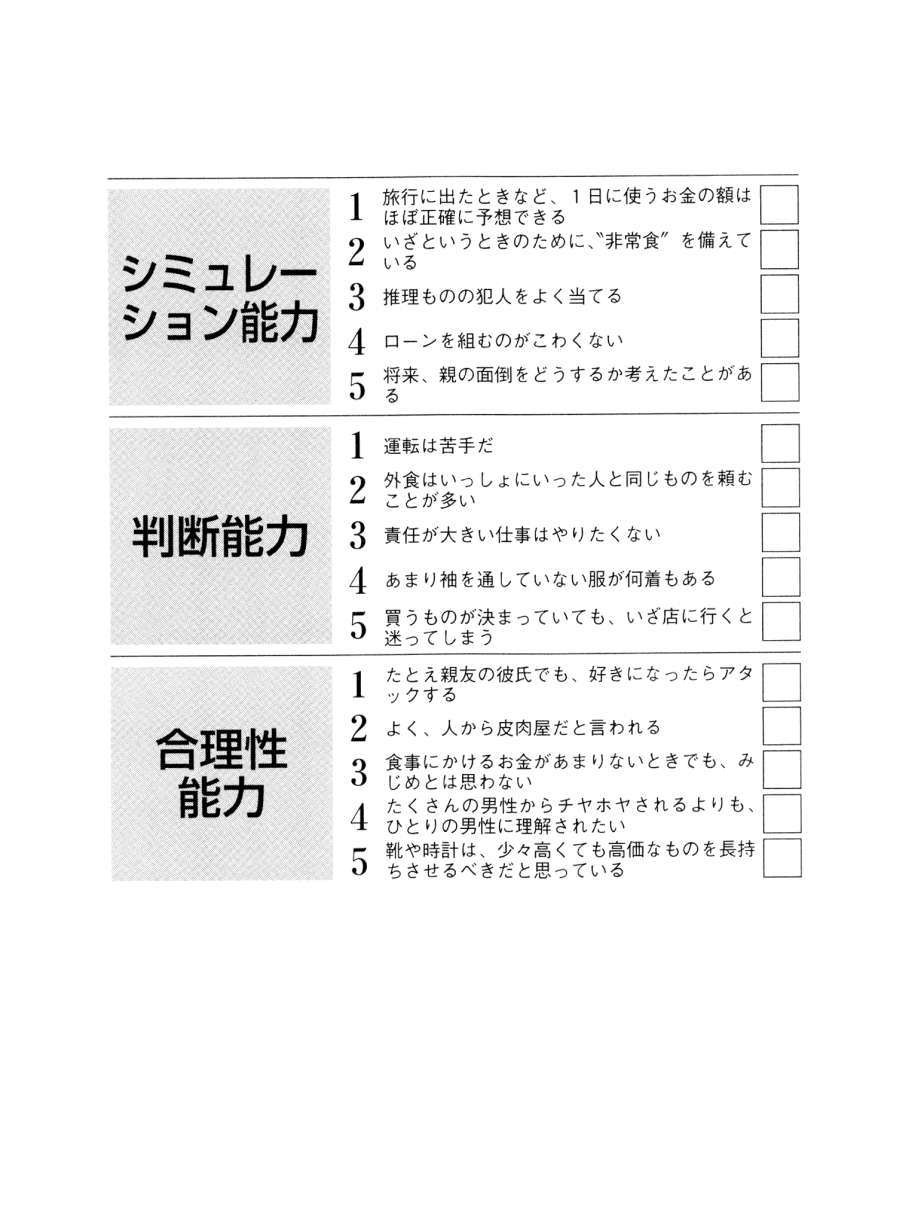 シミュレー
ション能力
1 旅行に出たときなど、1日に使うお金の額は
ほぼ正確に予想できる
2 いざというときのために、〝非常食〞を備えて
いる
3 推理ものの犯人をよく当てる
4 ローンを組むのがこわくない
5 将来、親の面倒をどうするか考えたことがあ
る
判断能力
1 運転は苦手だ
2 外食はいっしょにいった人と同じものを頼む
ことが多い
3 責任が大きい仕事はやりたくない
4 あまり袖を通していない服が何着もある
5 買うものが決まっていても、いざ店に行くと
迷ってしまう
合理性
能力
1 たとえ親友の彼氏でも、好きになったらアタ
ックする
2 よく、人から皮肉屋だと言われる
3 食事にかけるお金があまりないときでも、み
じめとは思わない
4 たくさんの男性からチヤホヤされるよりも、
ひとりの男性に理解されたい
5 靴や時計は、少々高くても高価なものを長持
ちさせるべきだと思っている